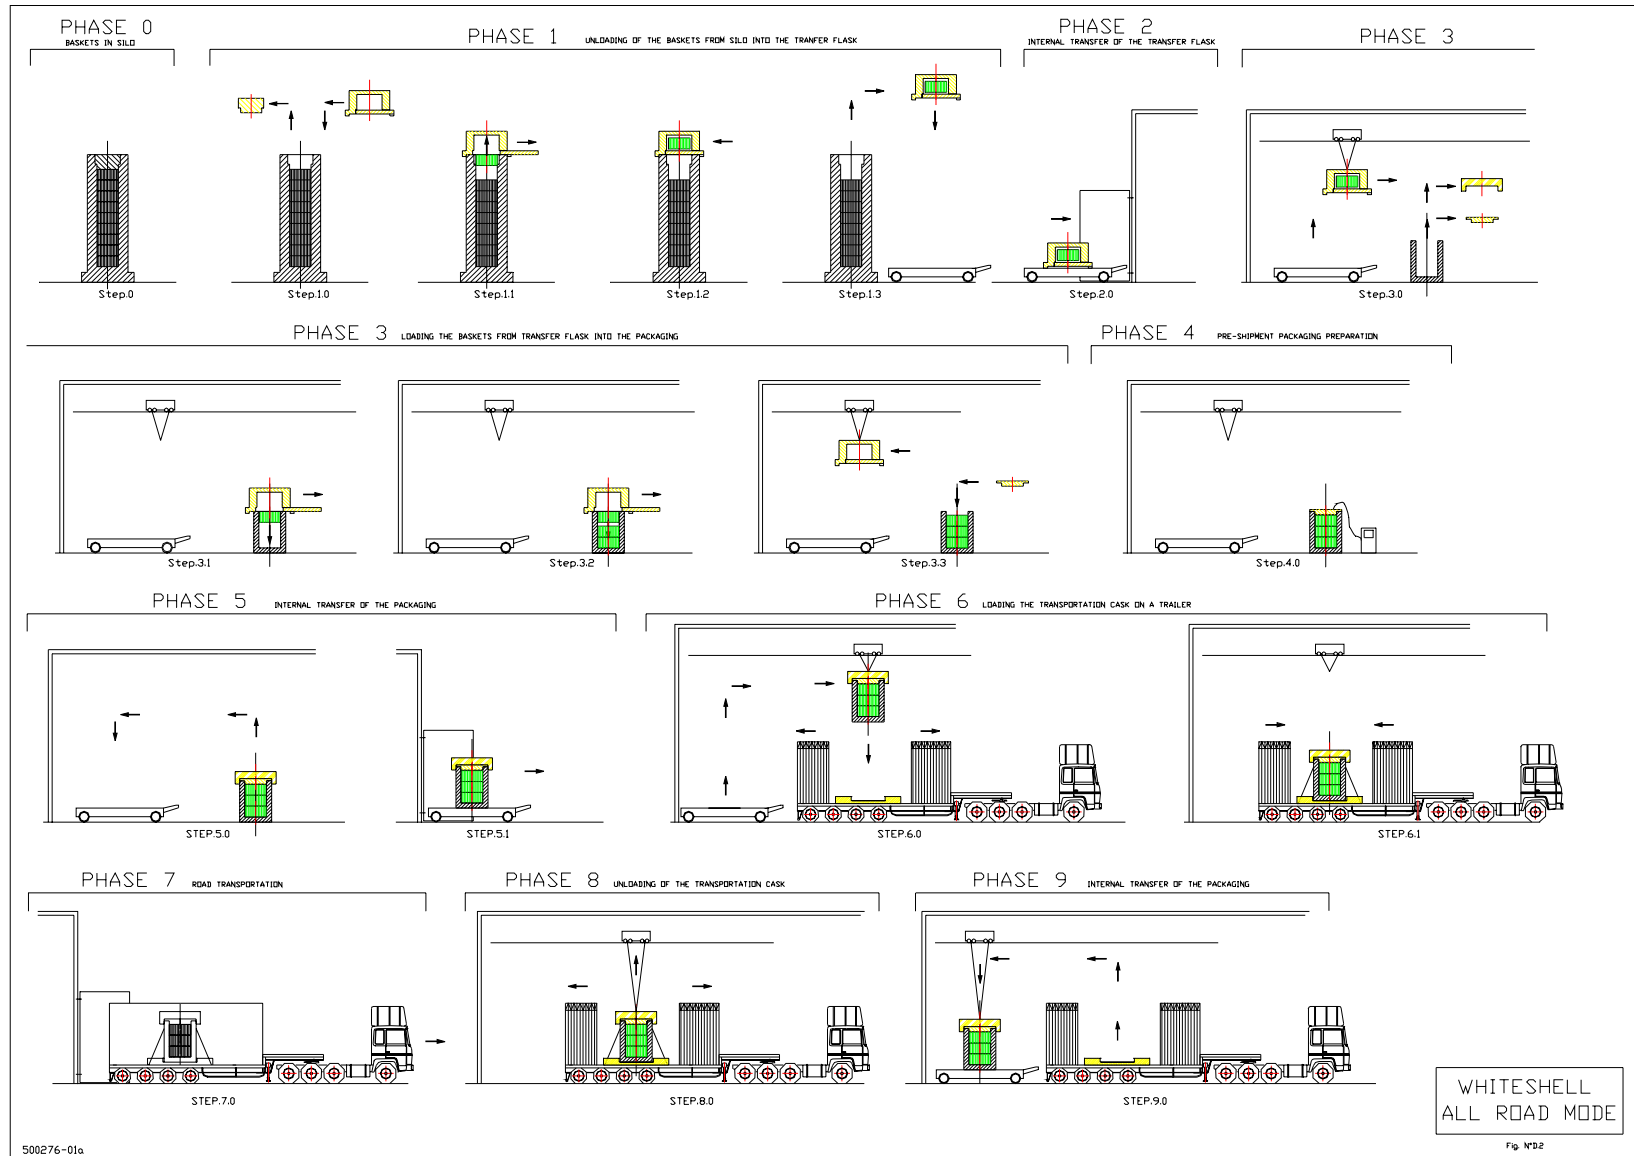 PHASE 0
BASKETS IN SILO
PHASE 1 UNLOADING OF THE BASKETS FROM SILO INTO THE TRANFER FLASK
PHASE 2
INTERNAL TRANSFER OF THE TRANSFER FLASK
PHASE 3
Step.0
Step.1.0
Step.1.1
Step.1.2
Step.1.3
Step.2.0
Step.3.0
PHASE 3 LOADING THE BASKETS FROM TRANSFER FLASK INTO THE PACKAGING
PHASE 4 PRE-SHIPMENT PACKAGING PREPARATION
Step.3.1
Step.3.2
Step.3.3
Step.4.0
PHASE 5 INTERNAL TRANSFER OF THE PACKAGING
PHASE 6 LOADING THE TRANSPORTATION CASK ON A TRAILER
STEP.5.0
STEP.5.1
STEP.6.0
STEP.6.1
PHASE 7 ROAD TRANSPORTATION
PHASE 8 UNLOADING OF THE TRANSPORTATION CASK
PHASE 9 INTERNAL TRANSFER OF THE PACKAGING
STEP.7.0
STEP.8.0
STEP.9.0
WHITESHELL
ALL ROAD MODE
Fig. N°D.2
500276-01a